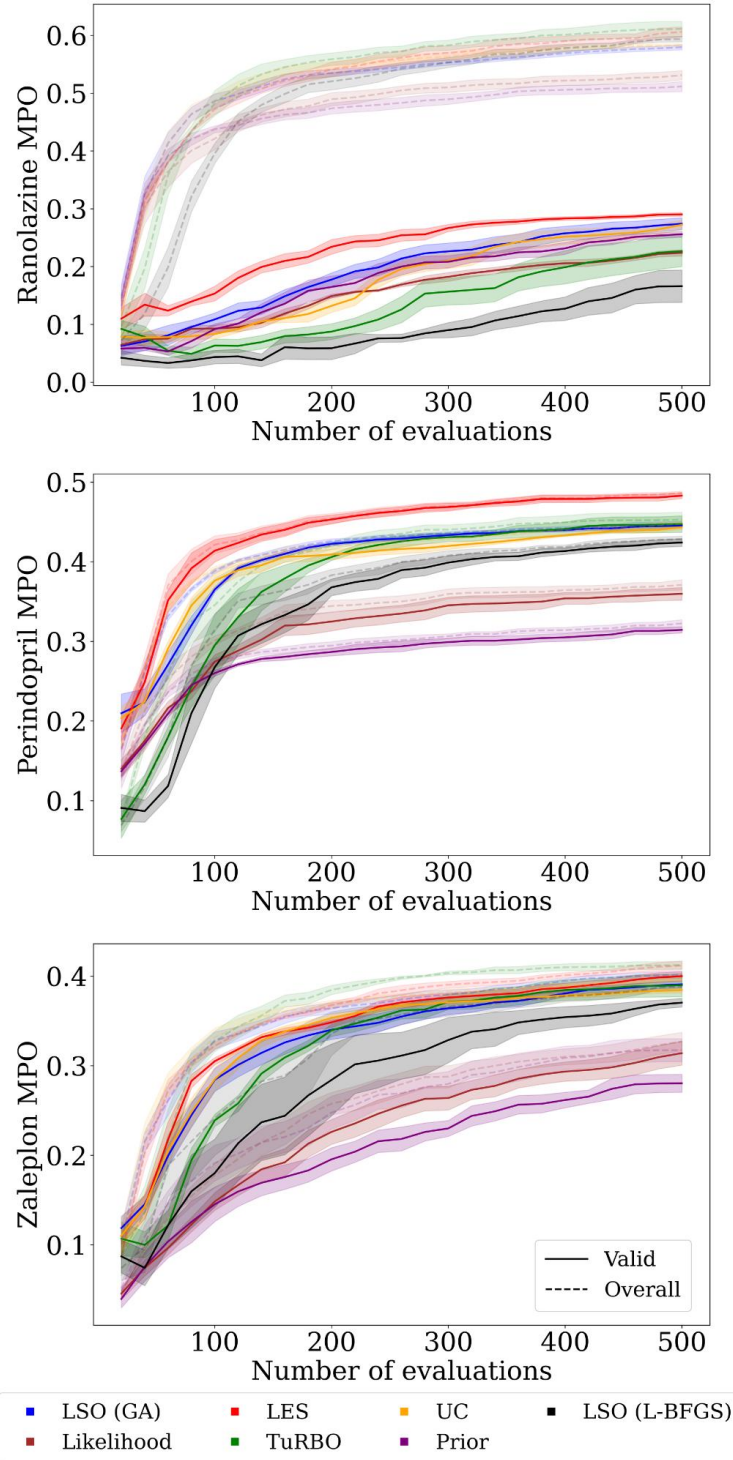 Ranolazine MPO
0.6
0.5
0.4
0.3
0.2
0.1
0.0
100 200 300 400 500
Number of evaluations
Perindopril MPO
0.5
0.4
0.3
0.2
0.1
100 200 300 400 500
Number of evaluations
Zaleplon MPO
0.4
0.3
0.2
0.1
Valid
Overall
100 200 300 400 500
Number of evaluations
LSO (GA) LES UC LSO (L-BFGS)
Likelihood TuRBO Prior